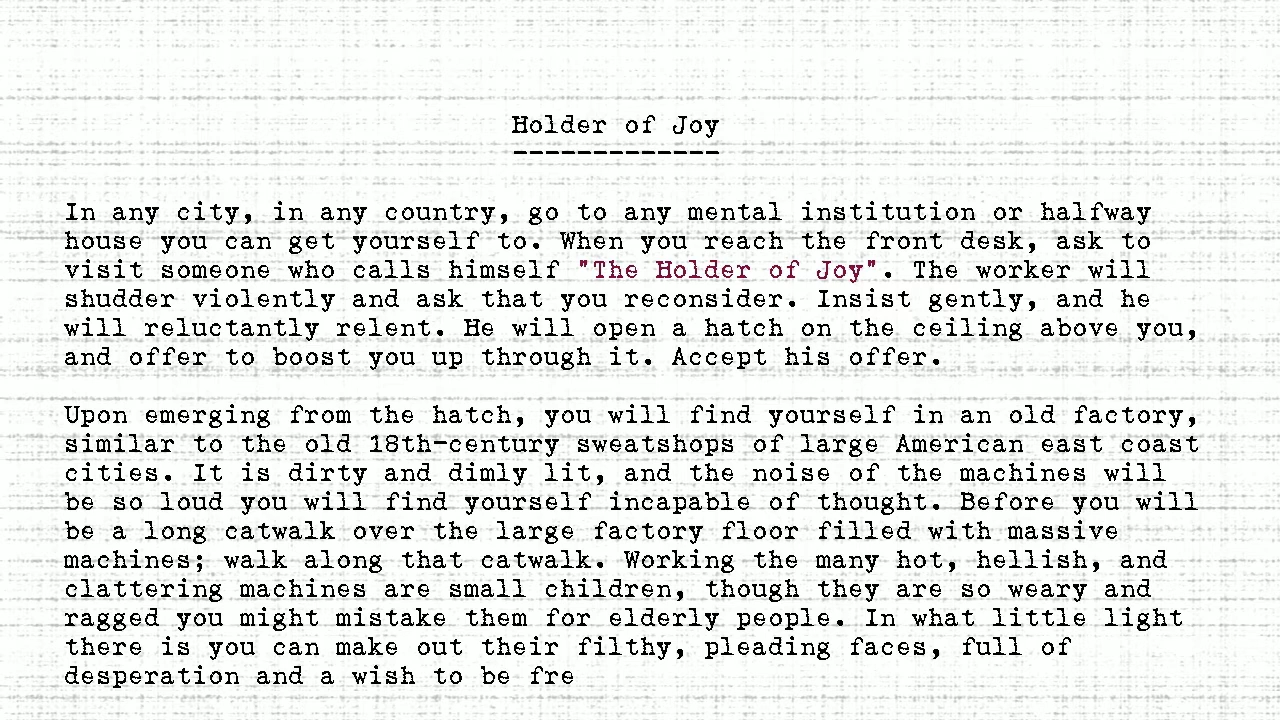 Holder of Joy
-------------
In any city, in any country, go to any mental institution or halfway
house you can get yourself to. When you reach the front desk, ask to
visit someone who calls himself "The Holder of Joy". The worker will
shudder violently and ask that you reconsider. Insist gently, and he
will reluctantly relent. He will open a hatch on the ceiling above you,
and offer to boost you up through it. Accept his offer.
Upon emerging from the hatch, you will find yourself in an old factory,
similar to the old 18th-century sweatshops of large American east coast
cities. It is dirty and dimly lit, and the noise of the machines will
be so loud you will find yourself incapable of thought. Before you will
be a long catwalk over the large factory floor filled with massive
machines; walk along that catwalk. Working the many hot, hellish, and
clattering machines are small children, though they are so weary and
ragged you might mistake them for elderly people. In what little light
there is you can make out their filthy, pleading faces, full of
desperation and a wish to be fre